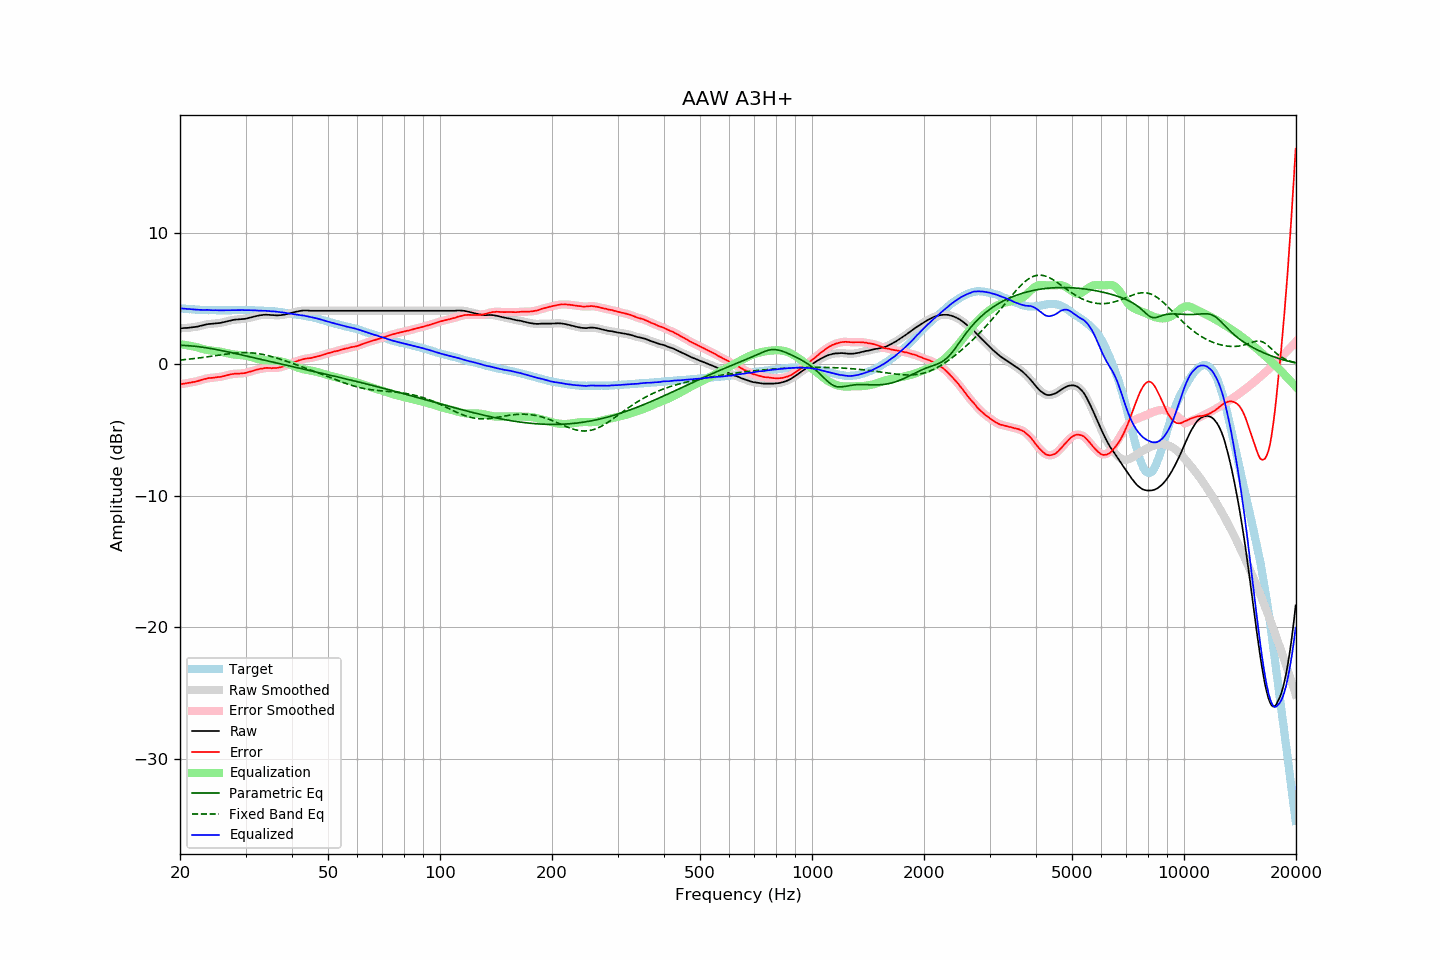 AAW A3H+
Amplitude (dBr)
10
0
−10
−20
−30
Target
Raw Smoothed
Error Smoothed
Raw
Error
Equalization
Parametric Eq
Fixed Band Eq
Equalized
20 50 100 200 500 1000 2000 5000 10000 20000
Frequency (Hz)